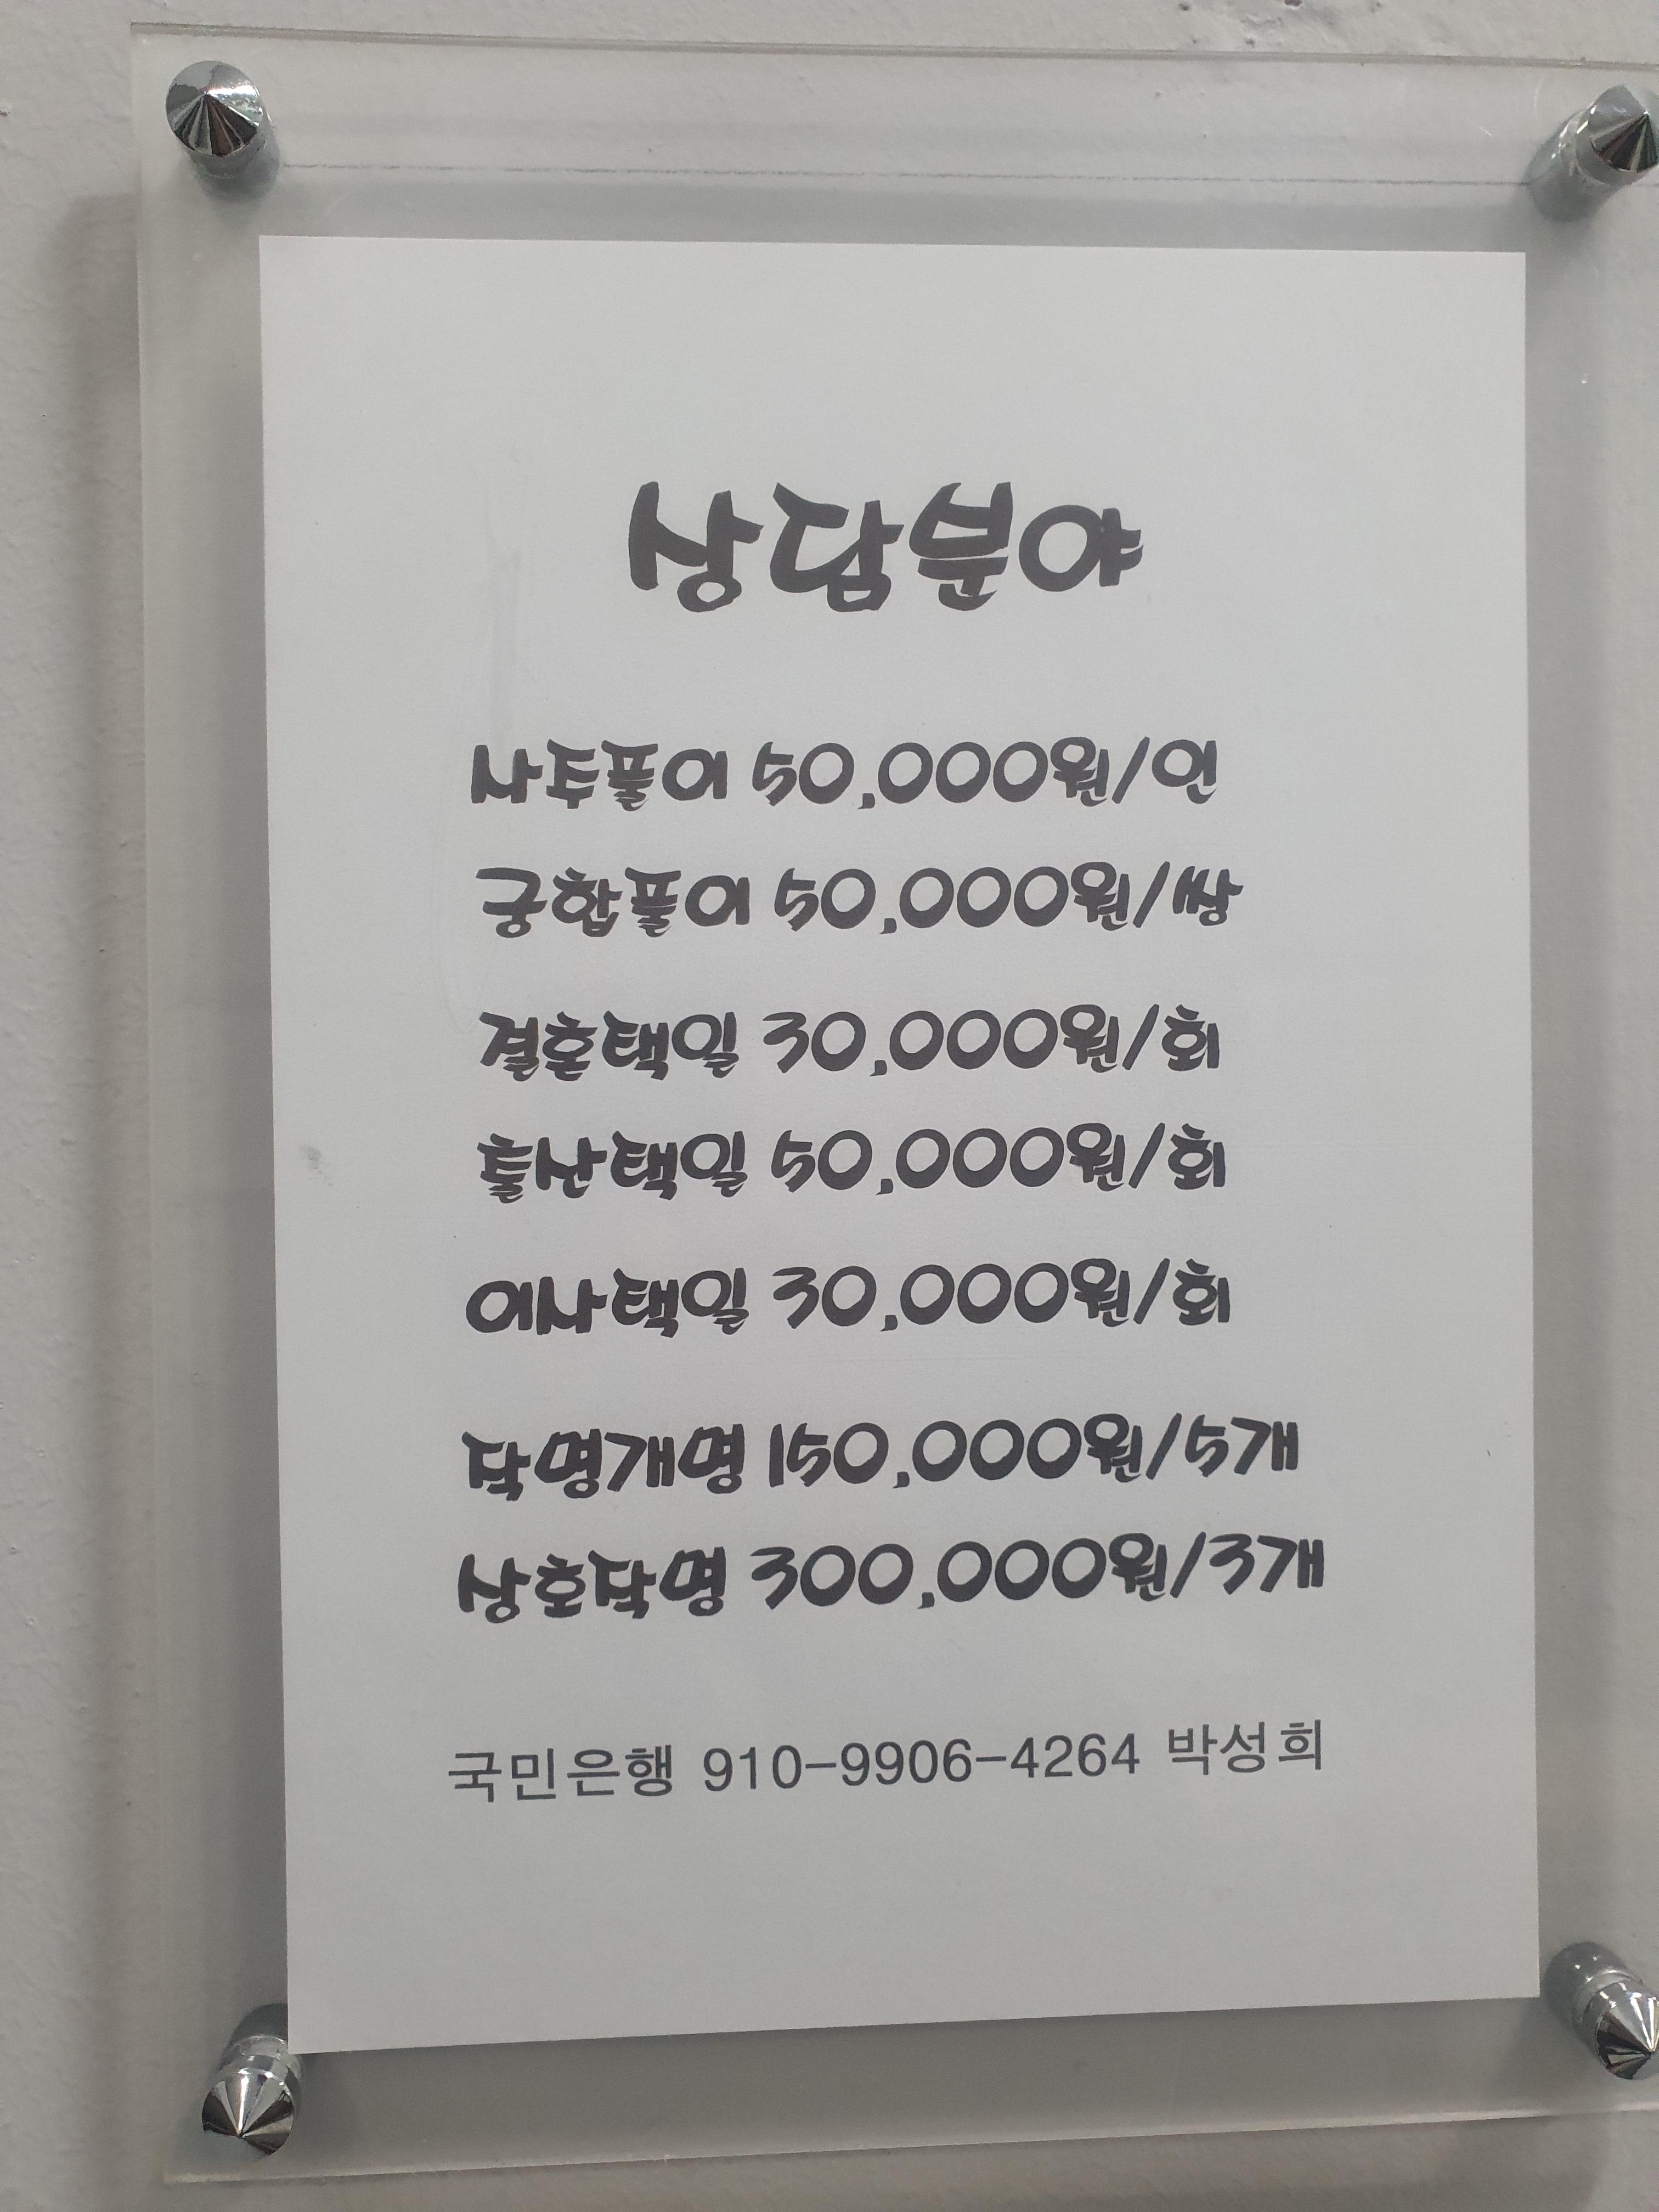 상담분야
사주풀이 50,000원/인
궁합풀이 50,000원/쌍
결혼택일 30,000원/회
출산택일 50,000원/회
이사택일 30,000원/회
작명개명 150,000원/5개
상호작명 300,000원/3개
국민은행 910-9906-4264 박성희